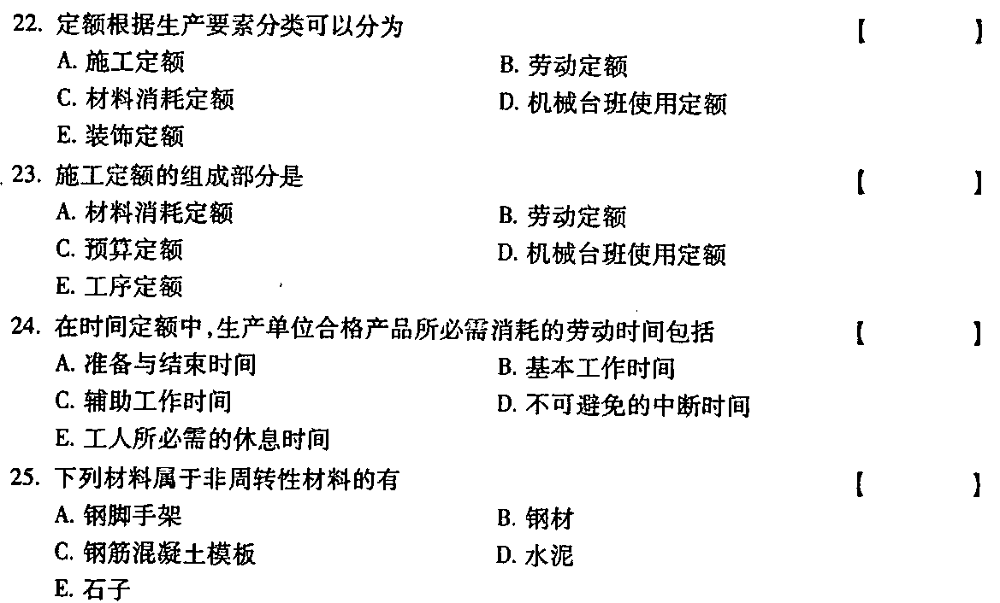 22. 定额根据生产要素分类可以分为 【 】
A. 施工定额 B. 劳动定额
C. 材料消耗定额 D. 机械台班使用定额
E. 装饰定额
23. 施工定额的组成部分是 【 】
A. 材料消耗定额 B. 劳动定额
C. 预算定额 D. 机械台班使用定额
E. 工序定额
24. 在时间定额中,生产单位合格产品所必需消耗的劳动时间包括 【 】
A. 准备与结束时间 B. 基本工作时间
C. 辅助工作时间 D. 不可避免的中断时间
E. 工人所必需的休息时间
25. 下列材料属于非周转性材料的有 【 】
A. 钢脚手架 B. 钢材
C. 钢筋混凝土模板 D. 水泥
E. 石子